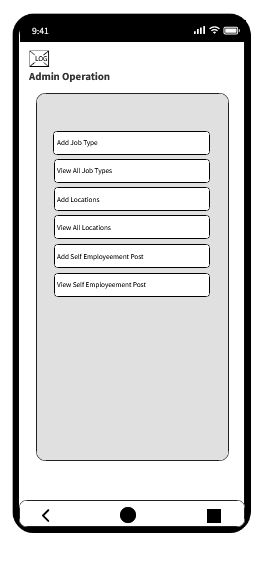 9:41
LOG
Admin Operation
Add Job Type
View All Job Types
Add Locations
View All Locations
Add Self Employeement Post
View Self Employeement Post